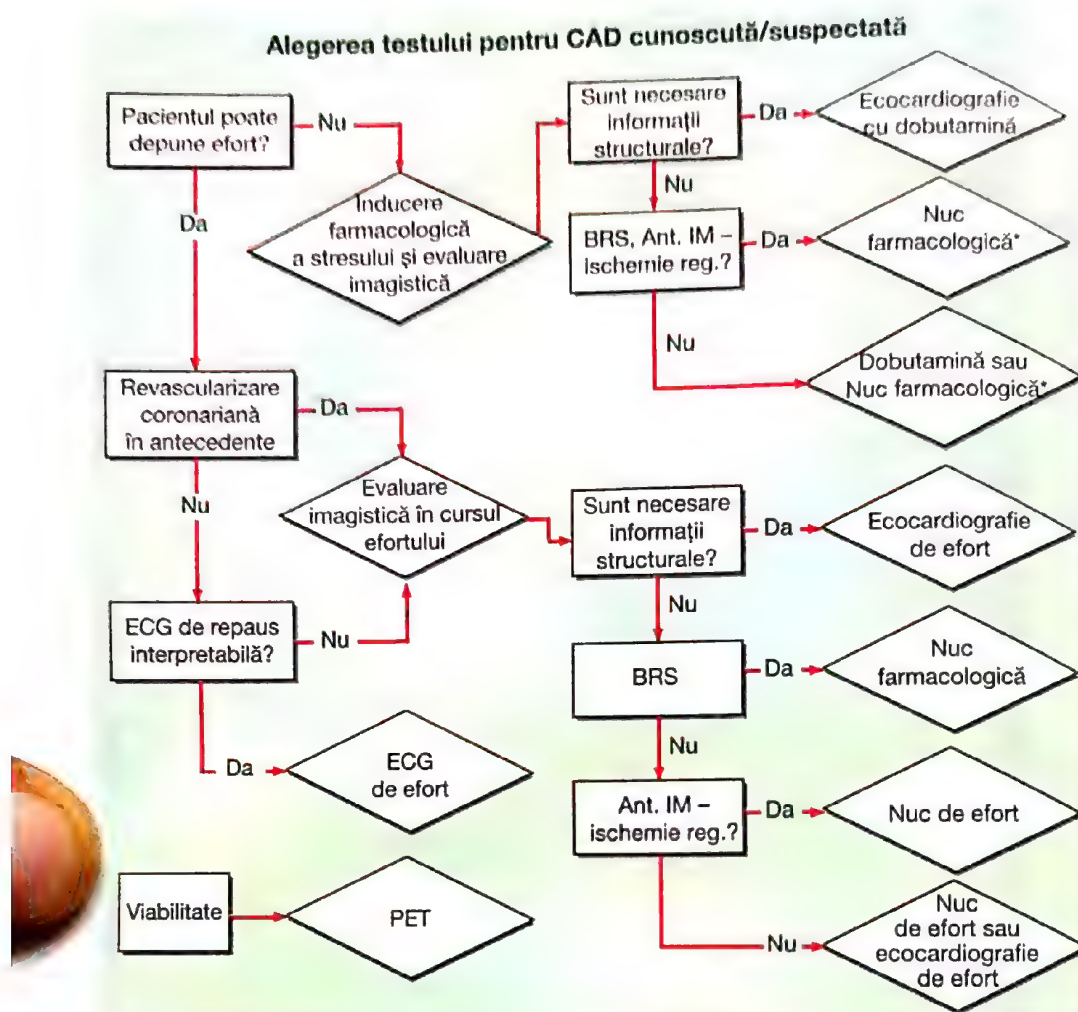 Alegerea testului pentru CAD cunoscută/suspectată
Pacientul poate
depune efort?
Nu
Da
Inducere
farmacologică
a stresului și evaluare
imagistică
Sunt necesare
informații
structurale?
Da
Ecocardiografie
cu dobutamină
Nu
BRS, Ant. IM –
ischemie reg.?
Da
Nuc
farmacologică*
Nu
Dobutamină sau
Nuc farmacologică*
Revascularizare
coronariană
în antecedente
Da
Nu
Evaluare
imagistică în cursul
efortului
ECG de repaus
interpretabilă?
Nu
Da
ECG
de efort
Sunt necesare
informații
structurale?
Da
Ecocardiografie
de efort
Nu
BRS
Da
Nuc
farmacologică
Nu
Ant. IM –
ischemie reg.?
Da
Nuc de efort
Nu
Nuc
de efort sau
ecocardiografie
de efort
Viabilitate
PET